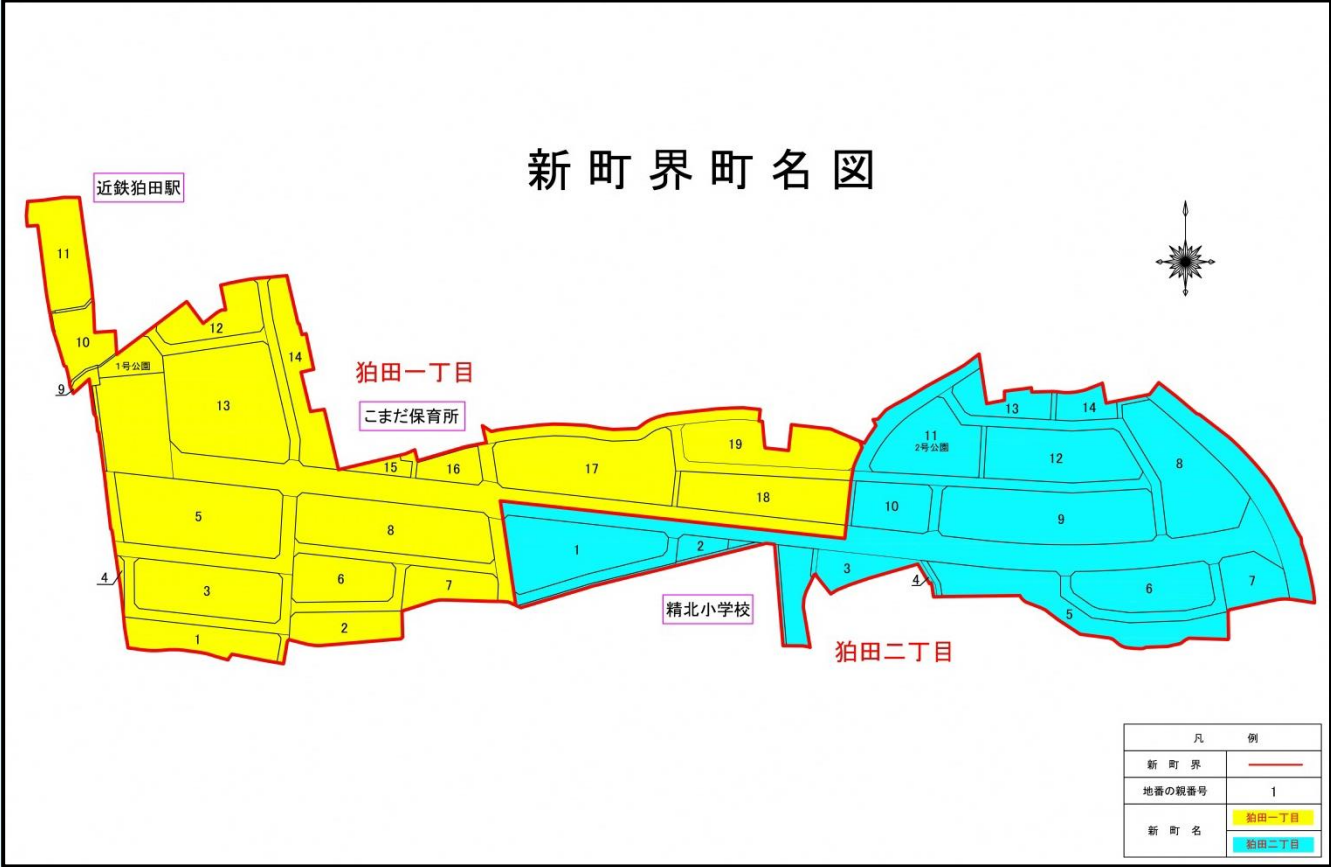 新町界町名図
近鉄狛田駅
11
10
9
1号公園
12
14
13
狛田一丁目
こまだ保育所
15
16
17
19
18
5
8
4
3
6
7
1
2
11
2号公園
13
14
12
8
10
9
1
2
3
4
5
6
7
精北小学校
狛田二丁目
凡例
新町界
地番の親番号 1
新町名 狛田一丁目
狛田二丁目